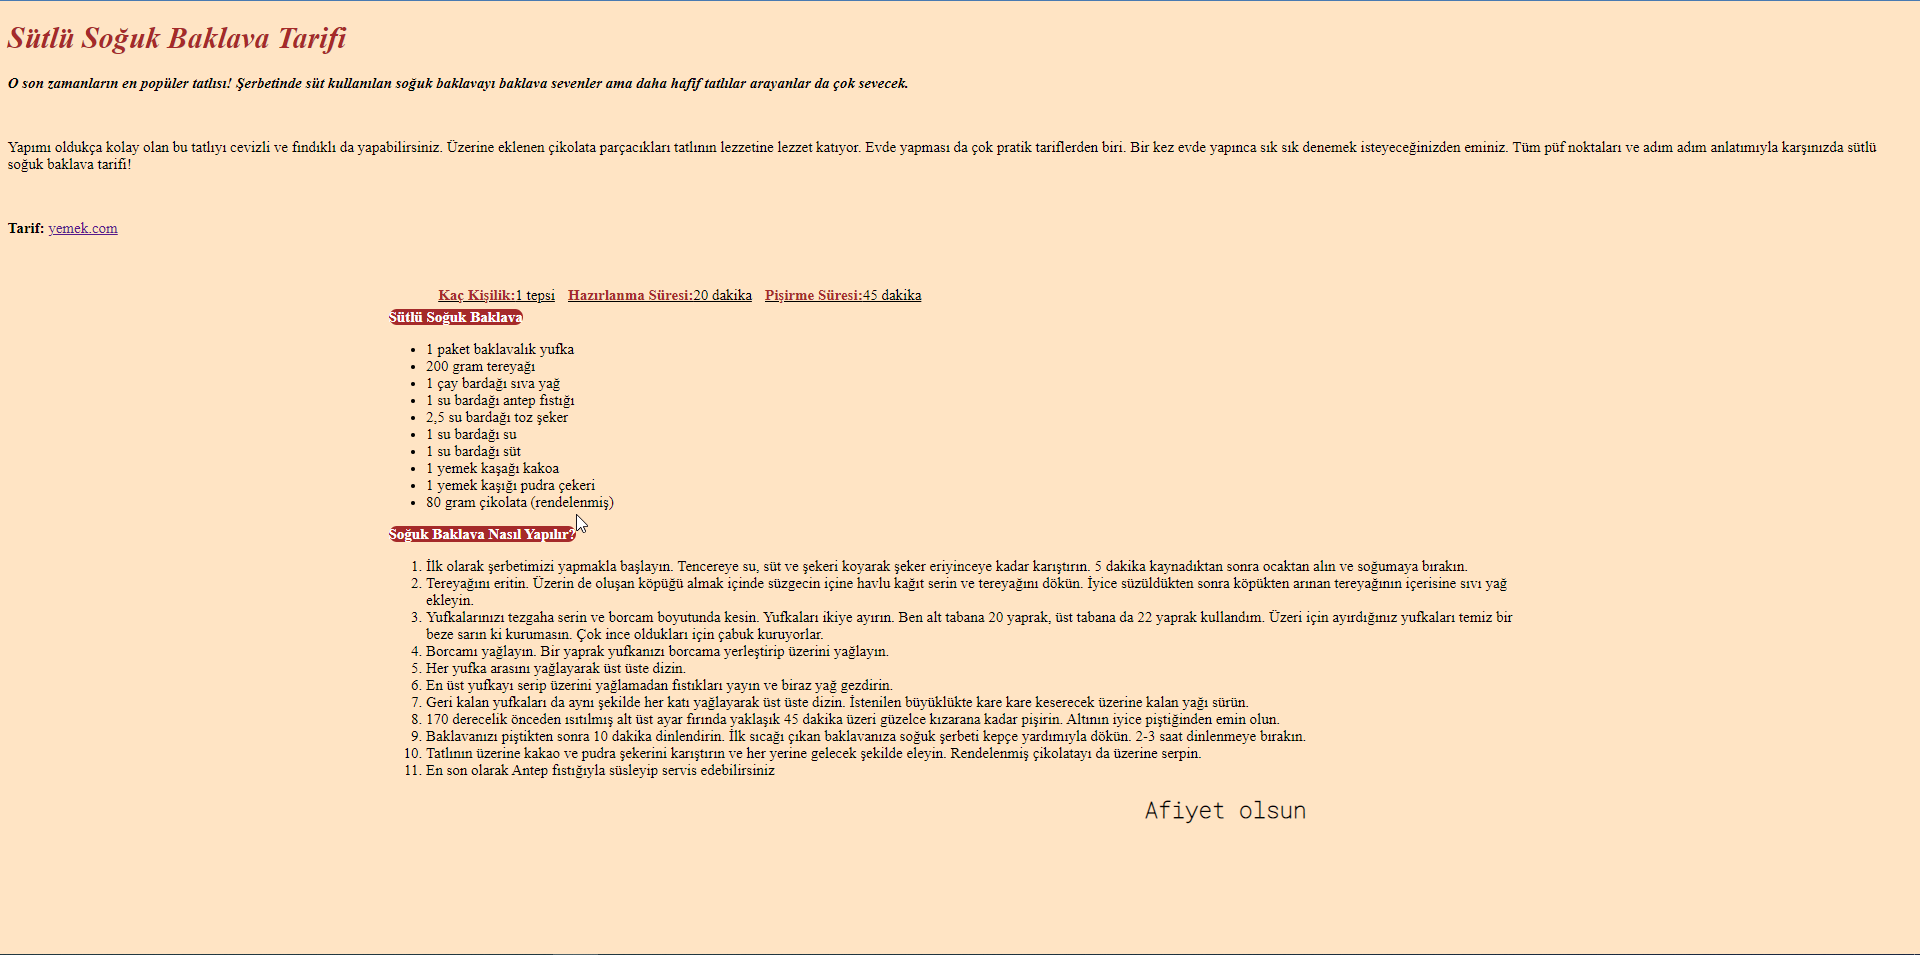 Sütlü Soğuk Baklava Tarifi
O son zamanların en popüler tatlısı! Şerbetinde süt kullanılan soğuk baklavayı baklava sevenler ama daha hafif tatlılar arayanlar da çok sevecek.
Yapımı oldukça kolay olan bu tatlıyı cevizli ve fındıklı da yapabilirsiniz. Üzerine eklenen çikolata parçacıkları tatlının lezzetine lezzet katıyor. Evde yapması da çok pratik tariflerden biri. Bir kez evde yapınca sık sık denemek isteyeceğinizden eminiz. Tüm püf noktaları ve adım adım anlatımıyla karşınızda sütlü
soğuk baklava tarifi!
Tarif: yemek.com
Kaç Kişilik:1 tepsi Hazırlanma Süresi:20 dakika Pişirme Süresi:45 dakika
Sütlü Soğuk Baklava
• 1 paket baklavalık yufka
• 200 gram tereyağı
• 1 çay bardağı sıva yağ
• 1 su bardağı antep fıstığı
• 2,5 su bardağı toz şeker
• 1 su bardağı su
• 1 su bardağı süt
• 1 yemek kaşağı kakoa
• 1 yemek kaşığı pudra çekeri
• 80 gram çikolata (rendelenmiş)
Soğuk Baklava Nasıl Yapılır?
1. İlk olarak şerbetimizi yapmakla başlayın. Tencereye su, süt ve şekeri koyarak şeker eriyinceye kadar karıştırın. 5 dakika kaynadıktan sonra ocaktan alın ve soğumaya bırakın.
2. Tereyağını eritin. Üzerin de oluşan köpüğü almak içinde süzgecin içine havlu kağıt serin ve tereyağını dökün. İyice süzüldükten sonra köpükten arınan tereyağının içerisine sıvı yağ
ekleyin.
3. Yufkalarınızı tezgaha serin ve borcam boyutunda kesin. Yufkaları ikiye ayırın. Ben alt tabana 20 yaprak, üst tabana da 22 yaprak kullandım. Üzeri için ayırdığınız yufkaları temiz bir
beze sarın ki kurumasın. Çok ince oldukları için çabuk kuruyorlar.
4. Borcamı yağlayın. Bir yaprak yufkanızı borcama yerleştirip üzerini yağlayın.
5. Her yufka arasını yağlayarak üst üste dizin.
6. En üst yufkayı serip üzerini yağlamadan fıstıkları yayın ve biraz yağ gezdirin.
7. Geri kalan yufkaları da aynı şekilde her katı yağlayarak üst üste dizin. İstenilen büyüklükte kare kare keserecek üzerine kalan yağı sürün.
8. 170 derecelik önceden ısıtılmış alt üst ayar fırında yaklaşık 45 dakika üzeri güzelce kızarana kadar pişirin. Altının iyice piştiğinden emin olun.
9. Baklavanızı piştikten sonra 10 dakika dinlendirin. İlk sıcağı çıkan baklavanıza soğuk şerbeti kepçe yardımıyla dökün. 2-3 saat dinlenmeye bırakın.
10. Tatlının üzerine kakao ve pudra şekerini karıştırın ve her yerine gelecek şekilde eleyin. Rendelenmiş çikolatayı da üzerine serpin.
11. En son olarak Antep fıstığıyla süsleyip servis edebilirsiniz
Afiyet olsun